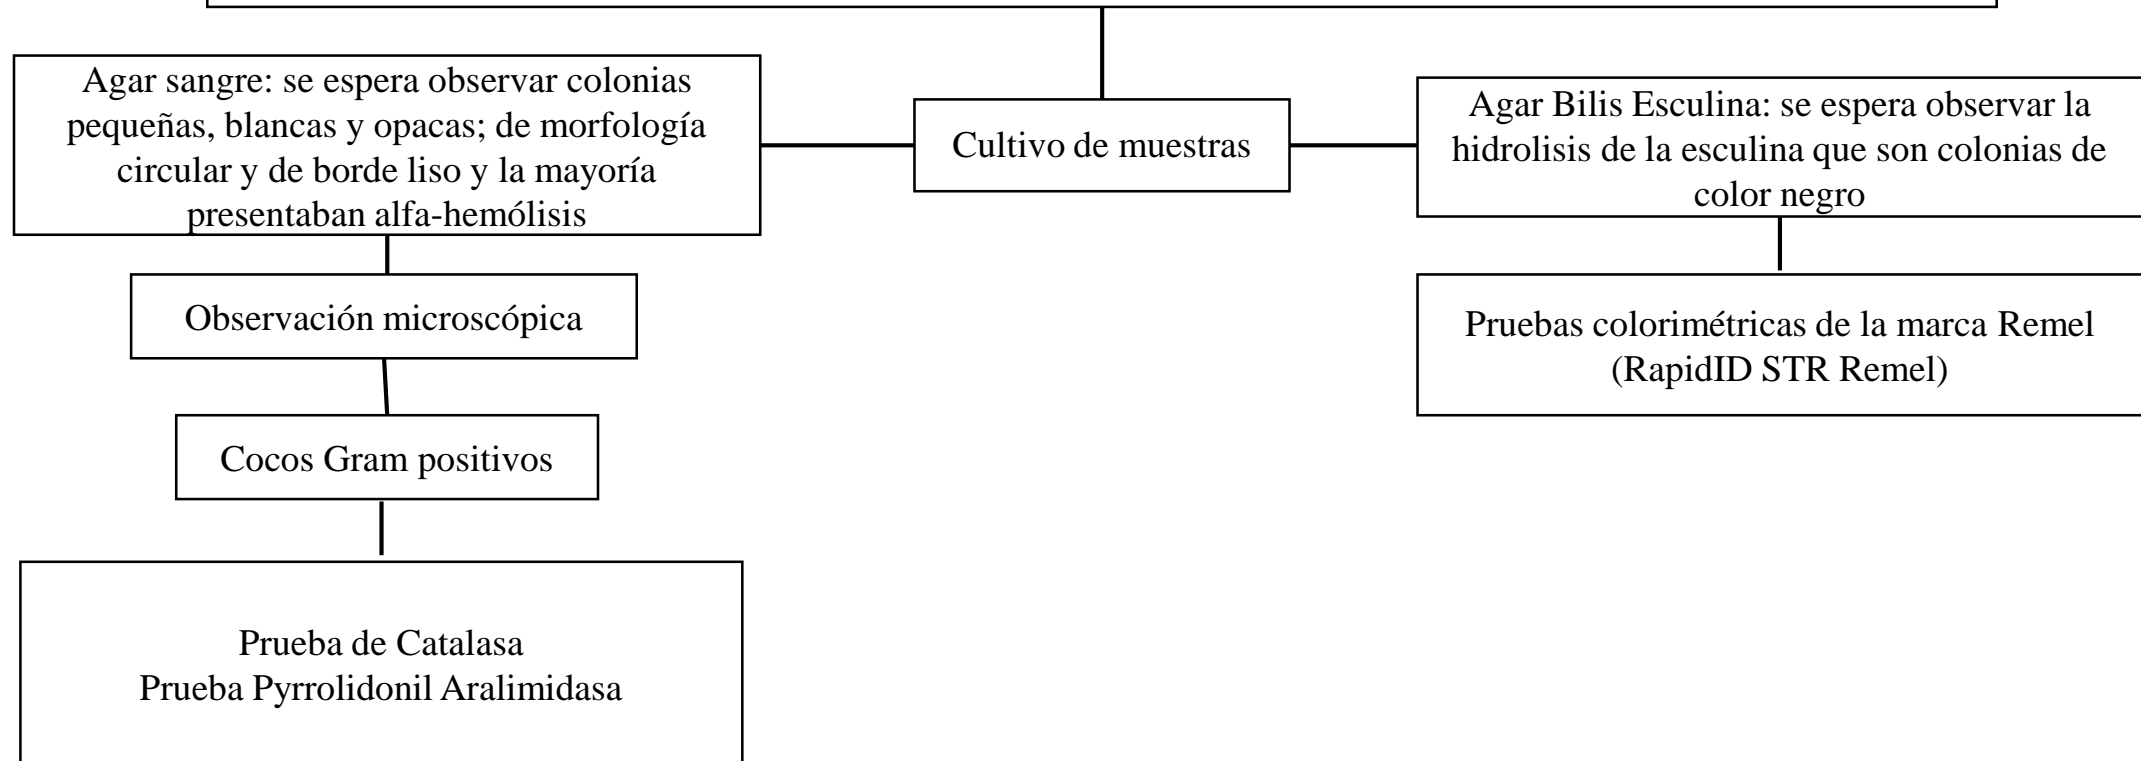 Agar sangre: se espera observar colonias
pequeñas, blancas y opacas; de morfología
circular y de borde liso y la mayoría
presentaban alfa-hemólisis
Cultivo de muestras
Agar Bilis Esculina: se espera observar la
hidrolisis de la esculina que son colonias de
color negro
Observación microscópica
Pruebas colorimétricas de la marca Remel
(RapidID STR Remel)
Cocos Gram positivos
Prueba de Catalasa
Prueba Pyrrolidonil Aralimidasa